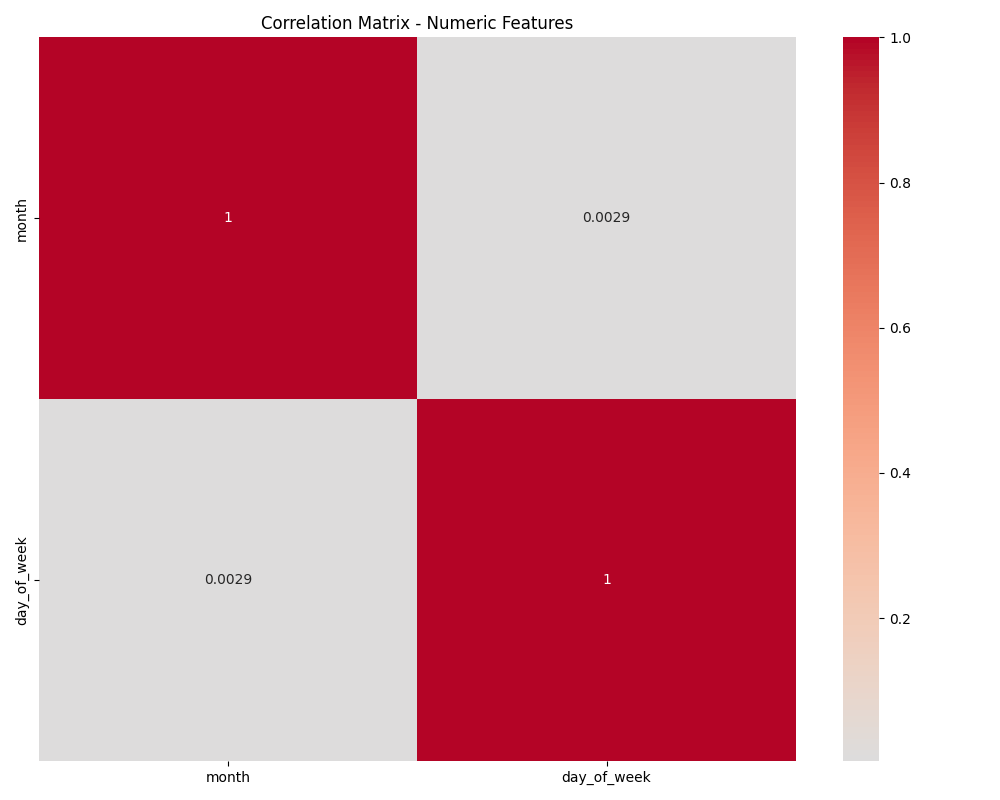 Correlation Matrix - Numeric Features
month
day_of_week
1
0.0029
0.0029
1
month
day_of_week
1.0
0.8
0.6
0.4
0.2